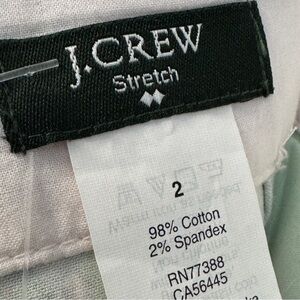 J.CREW
Stretch
2
98% Cotton
2% Spandex
RN77388
CA56445